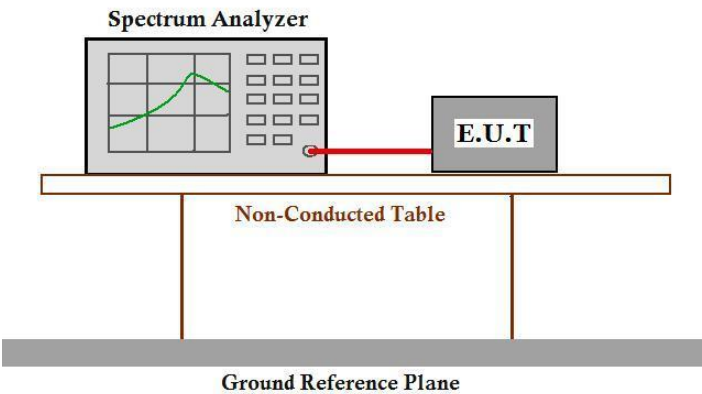 Spectrum Analyzer
E.U.T
Non-Conducted Table
Ground Reference Plane